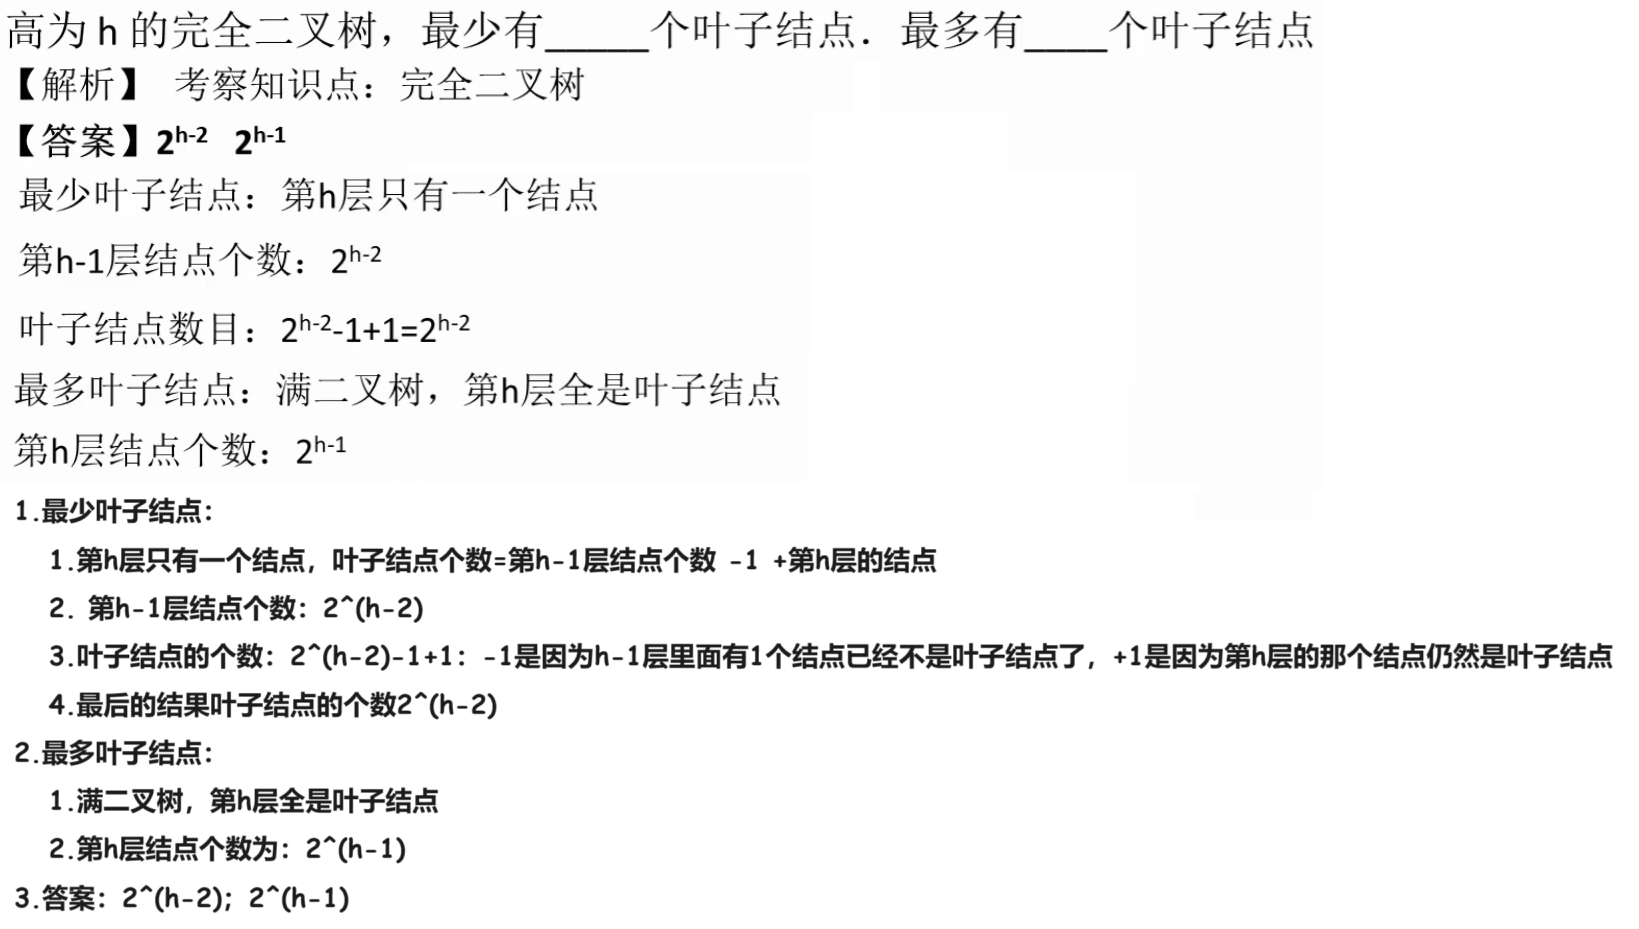 高为 h 的完全二叉树，最少有_____个叶子结点．最多有____个叶子结点
【解析】 考察知识点：完全二叉树
【答案】2^h-2 2^h-1
最少叶子结点：第h层只有一个结点
第h-1层结点个数：2^h-2
叶子结点数目：2^h-2-1+1=2^h-2
最多叶子结点：满二叉树，第h层全是叶子结点
第h层结点个数：2^h-1
1.最少叶子结点：
1.第h层只有一个结点，叶子结点个数=第h-1层结点个数 -1 +第h层的结点
2. 第h-1层结点个数：2^(h-2)
3.叶子结点的个数：2^(h-2)-1+1：-1是因为h-1层里面有1个结点已经不是叶子结点了，+1是因为第h层的那个结点仍然是叶子结点
4.最后的结果叶子结点的个数2^(h-2)
2.最多叶子结点：
1.满二叉树，第h层全是叶子结点
2.第h层结点个数为：2^(h-1)
3.答案：2^(h-2)；2^(h-1)